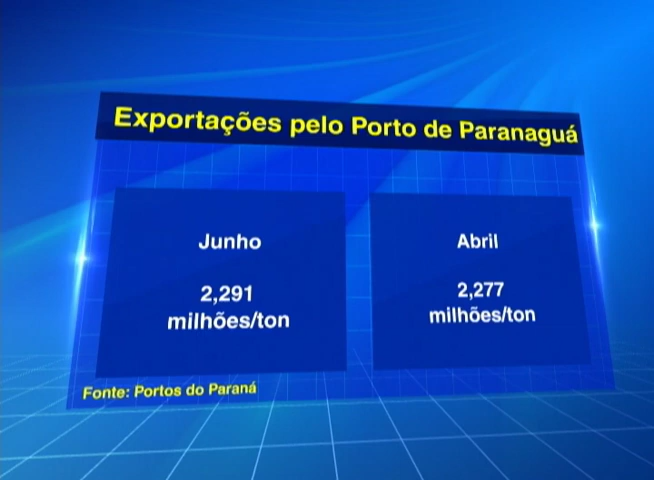 Exportações pelo Porto de Paranaguá
Junho
2,291
milhões/ton
Abril
2,277
milhões/ton
Fonte: Portos do Paraná